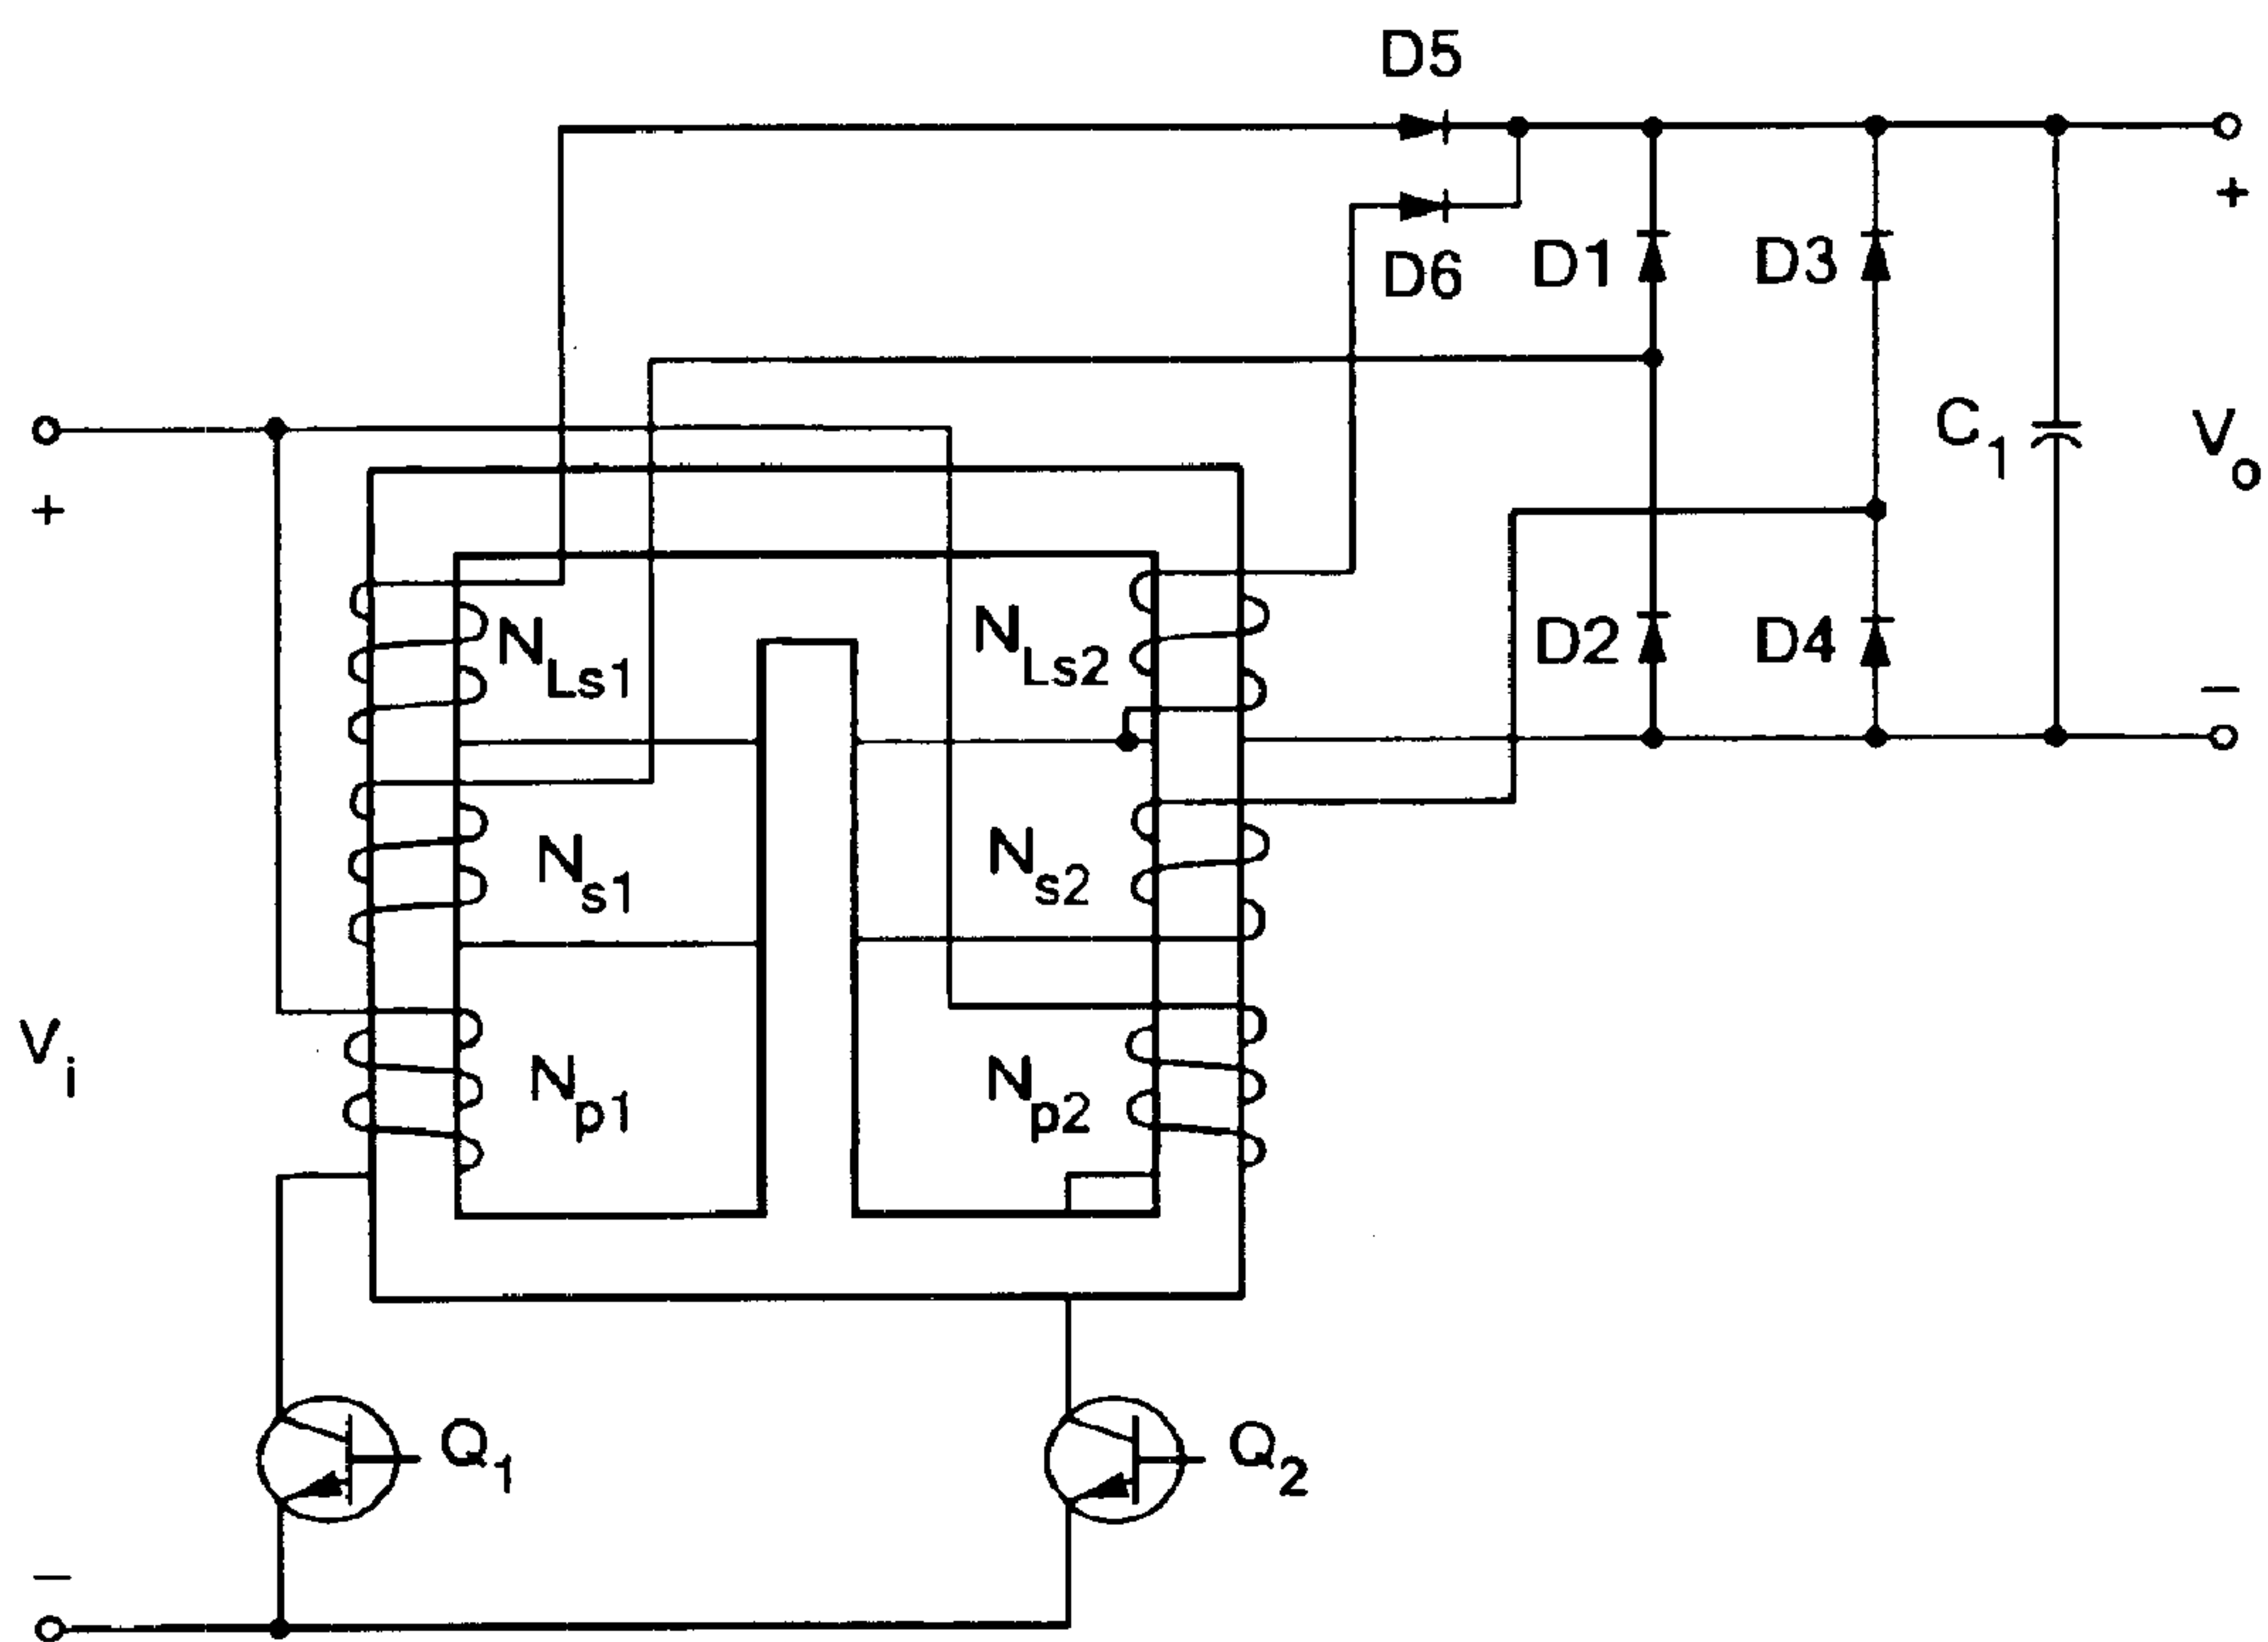 D5
D6
D1
D3
+
+
C1
Vo
NLs1
NLs2
D2
D4
−
Ns1
Ns2
Vi
Np1
Np2
Q1
Q2
−